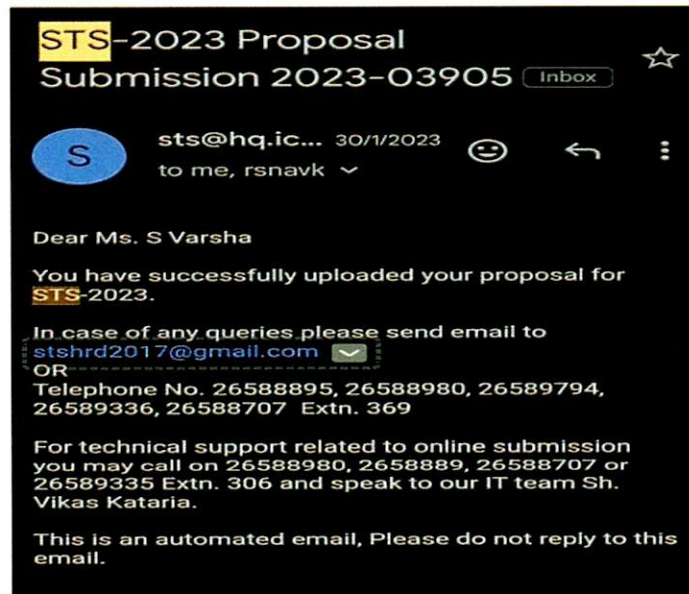 STS-2023 Proposal
Submission 2023-03905 Inbox
S
sts@hq.ic... 30/1/2023
to me, rsnavk
Dear Ms. S Varsha
You have successfully uploaded your proposal for
STS-2023.
In case of any queries please send email to
stshrd2017@gmail.com
OR
Telephone No. 26588895, 26588980, 26589794,
26589336, 26588707 Extn. 369
For technical support related to online submission
you may call on 26588980, 2658889, 26588707 or
26589335 Extn. 306 and speak to our IT team Sh.
Vikas Kataria.
This is an automated email, Please do not reply to this
email.